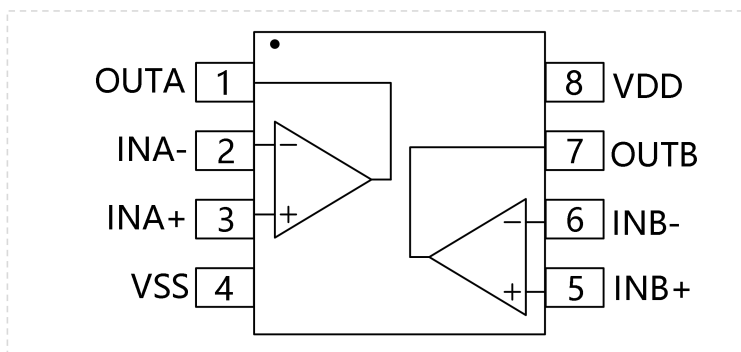 OUTA 1 8 VDD
INA- 2 − 7 OUTB
INA+ 3 + − 6 INB-
VSS 4 + 5 INB+